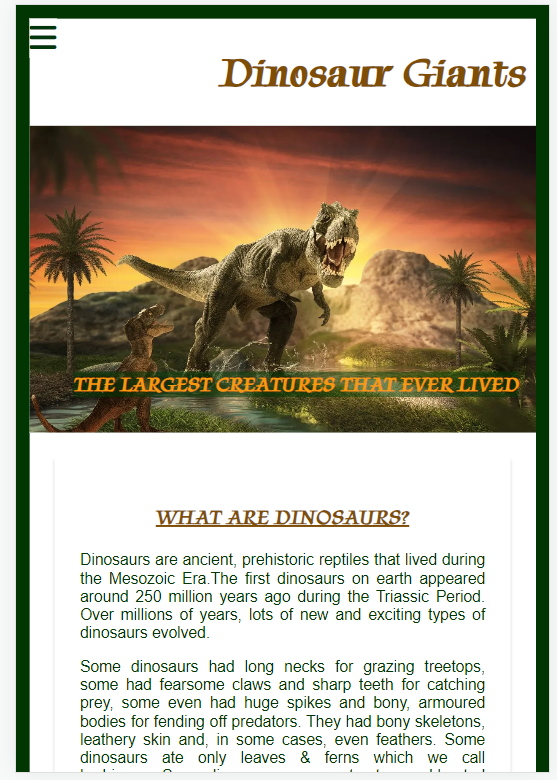 Dinosaur Giants
THE LARGEST CREATURES THAT EVER LIVED
WHAT ARE DINOSAURS?
Dinosaurs are ancient, prehistoric reptiles that lived during
the Mesozoic Era.The first dinosaurs on earth appeared
around 250 million years ago during the Triassic Period.
Over millions of years, lots of new and exciting types of
dinosaurs evolved.
Some dinosaurs had long necks for grazing treetops,
some had fearsome claws and sharp teeth for catching
prey, some even had huge spikes and bony, armoured
bodies for fending off predators. They had bony skeletons,
leathery skin and, in some cases, even feathers. Some
dinosaurs ate only leaves & ferns which we call